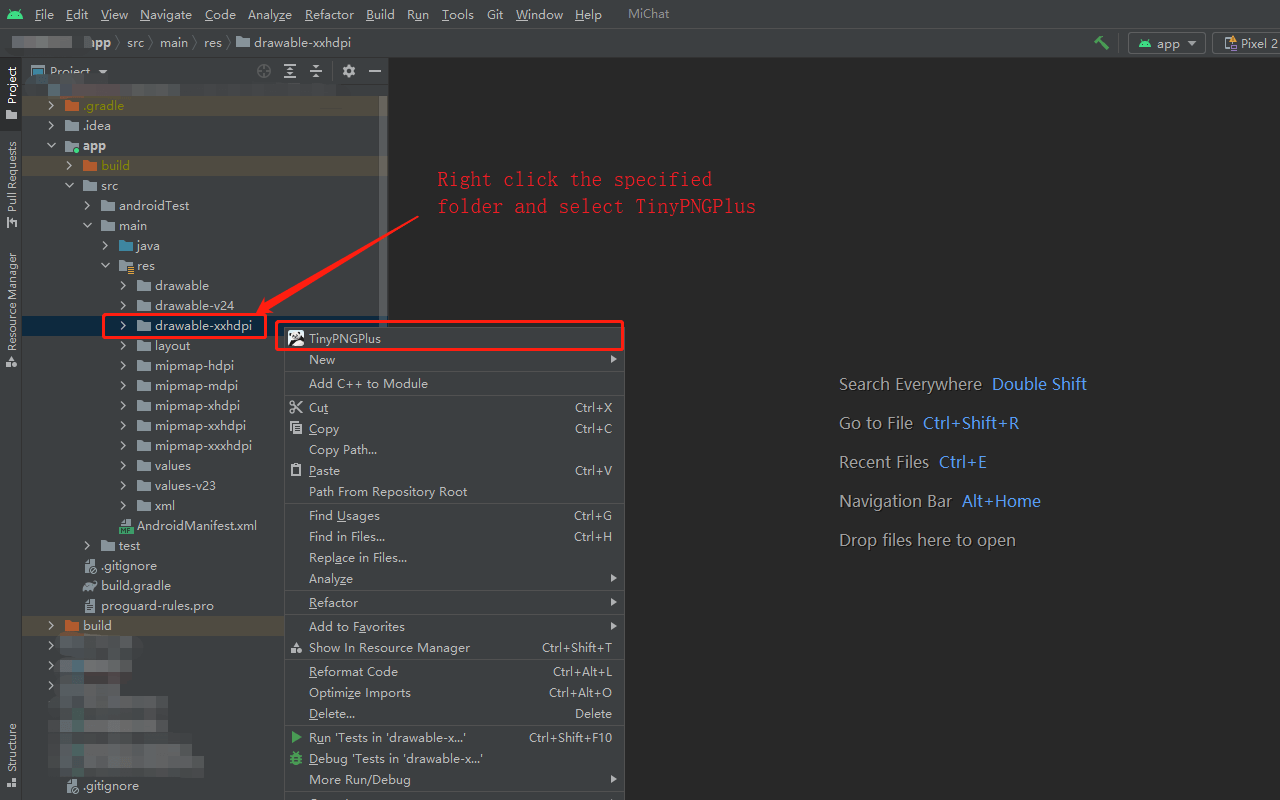 File Edit View Navigate Code Analyze Refactor Build Run Tools Git Window Help MiChat
app src main res drawable-xxhdpi app Pixel 2
Project
Project
Pull Requests
Resource Manager
Structure
.gradle
.idea
app
build
src
androidTest
main
java
res
drawable
drawable-v24
drawable-xxhdpi
layout
mipmap-hdpi
mipmap-mdpi
mipmap-xhdpi
mipmap-xxhdpi
mipmap-xxxhdpi
values
values-v23
xml
AndroidManifest.xml
test
.gitignore
build.gradle
proguard-rules.pro
build
.gitignore
Right click the specified
folder and select TinyPNGPlus
TinyPNGPlus
New
Add C++ to Module
Cut Ctrl+X
Copy Ctrl+C
Copy Path...
Paste Ctrl+V
Path From Repository Root
Find Usages Ctrl+G
Find in Files... Ctrl+H
Replace in Files...
Analyze
Refactor
Add to Favorites
Show In Resource Manager Ctrl+Shift+T
Reformat Code Ctrl+Alt+L
Optimize Imports Ctrl+Alt+O
Delete... Delete
Run 'Tests in 'drawable-x...' Ctrl+Shift+F10
Debug 'Tests in 'drawable-x...'
More Run/Debug
Search Everywhere Double Shift
Go to File Ctrl+Shift+R
Recent Files Ctrl+E
Navigation Bar Alt+Home
Drop files here to open